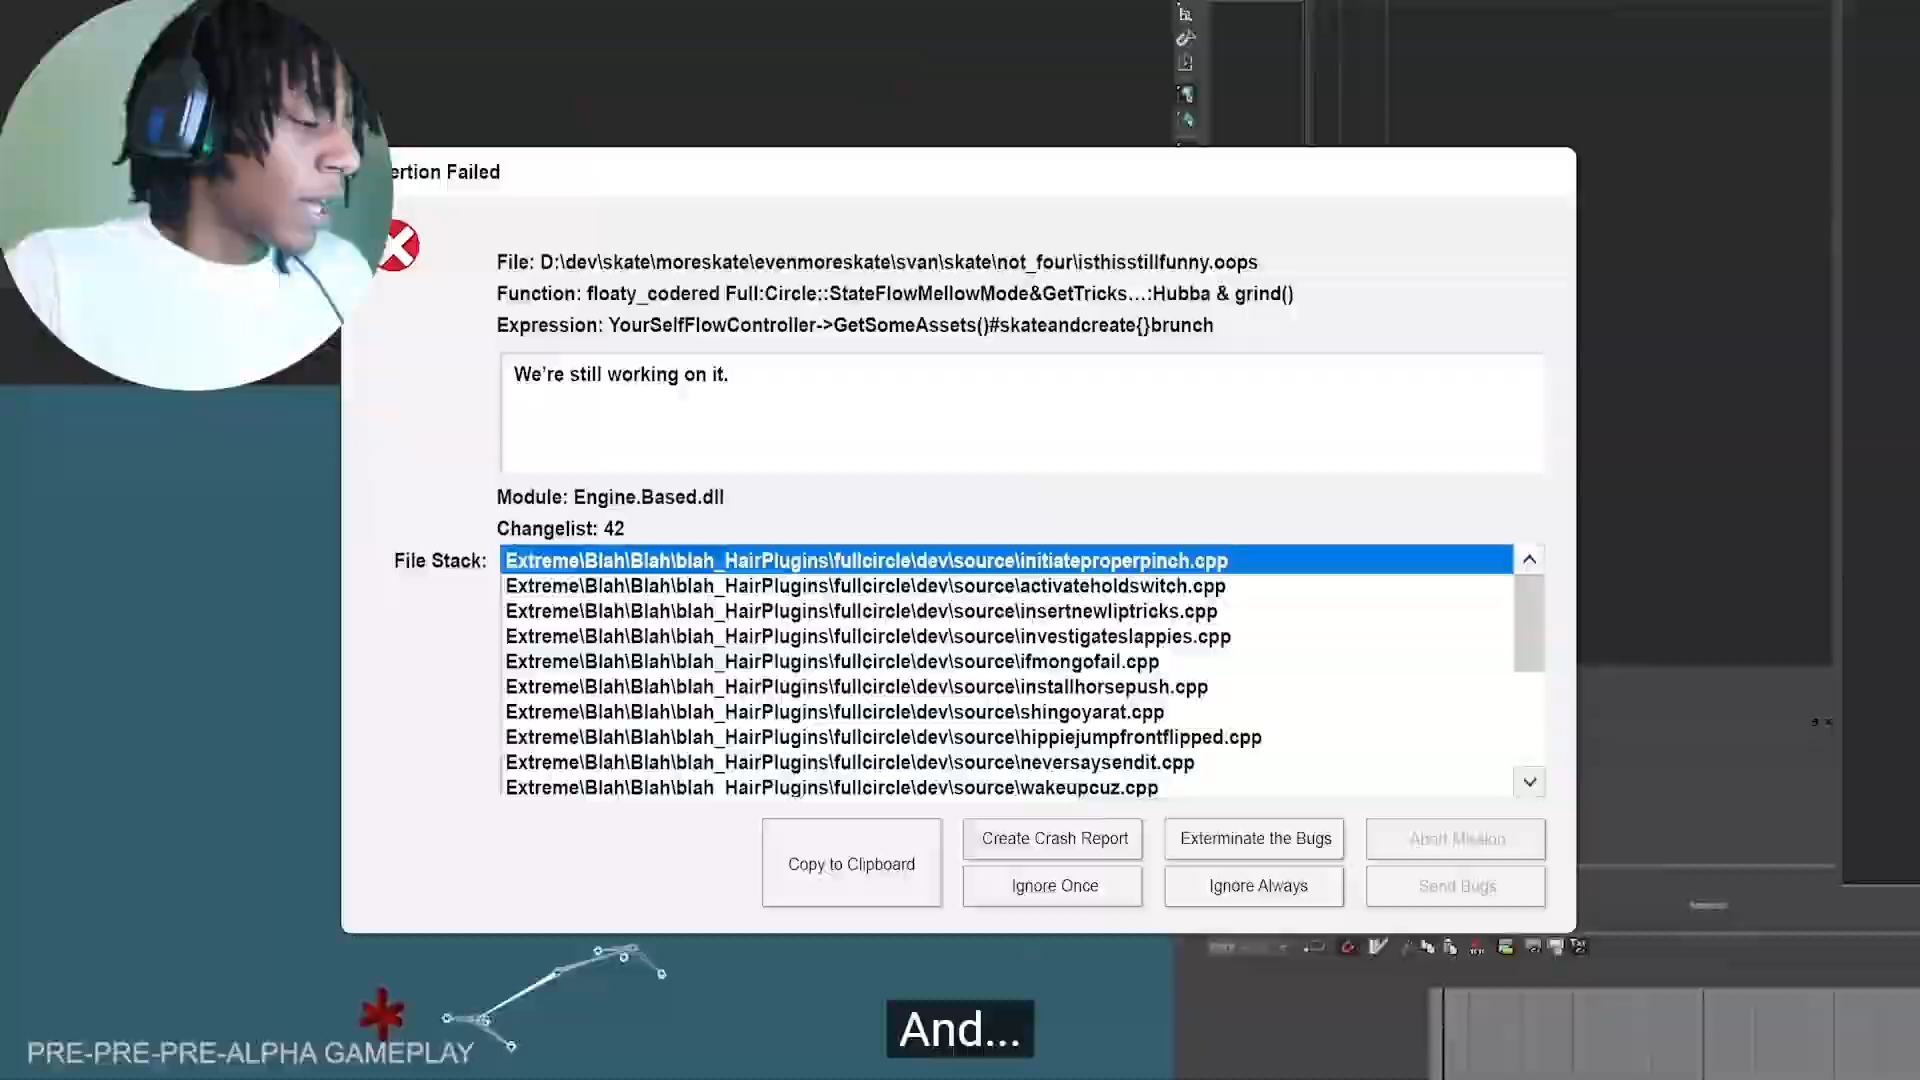 ertion Failed
File: D:\dev\skate\moreskate\evenmoreskate\svan\skate\not_four\isthisstillfunny.oops
Function: floaty_codered Full:Circle::StateFlowMellowMode&GetTricks...:Hubba & grind()
Expression: YourSelfFlowController->GetSomeAssets()#skateandcreate{}brunch
We're still working on it.
Module: Engine.Based.dll
Changelist: 42
File Stack:
Extreme\Blah\Blah\blah_HairPlugins\fullcircle\dev\source\initiateproperpinch.cpp
Extreme\Blah\Blah\blah_HairPlugins\fullcircle\dev\source\activateholdswitch.cpp
Extreme\Blah\Blah\blah_HairPlugins\fullcircle\dev\source\insertnewliptricks.cpp
Extreme\Blah\Blah\blah_HairPlugins\fullcircle\dev\source\investigateslappies.cpp
Extreme\Blah\Blah\blah_HairPlugins\fullcircle\dev\source\ifmongofail.cpp
Extreme\Blah\Blah\blah_HairPlugins\fullcircle\dev\source\installhorsepush.cpp
Extreme\Blah\Blah\blah_HairPlugins\fullcircle\dev\source\shingoyarat.cpp
Extreme\Blah\Blah\blah_HairPlugins\fullcircle\dev\source\hippiejumpfrontflipped.cpp
Extreme\Blah\Blah\blah_HairPlugins\fullcircle\dev\source\neversaysendit.cpp
Extreme\Blah\Blah\blah_HairPlugins\fullcircle\dev\source\wakeupcuz.cpp
Copy to Clipboard
Create Crash Report
Exterminate the Bugs
Abort Mission
Ignore Once
Ignore Always
Send Bugs
And...
PRE-PRE-PRE-ALPHA GAMEPLAY